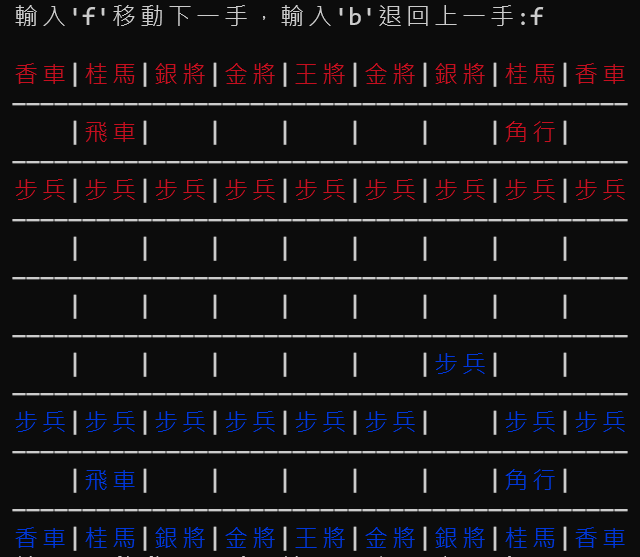 輸入'f'移動下一手，輸入'b'退回上一手:f
香車|桂馬|銀將|金將|王將|金將|銀將|桂馬|香車
|飛車| | | | | |角行|
步兵|步兵|步兵|步兵|步兵|步兵|步兵|步兵|步兵
| | | | | | | |
| | | | | | | |
| | | | | |步兵| |
步兵|步兵|步兵|步兵|步兵|步兵| |步兵|步兵
|飛車| | | | | |角行|
香車|桂馬|銀將|金將|王將|金將|銀將|桂馬|香車